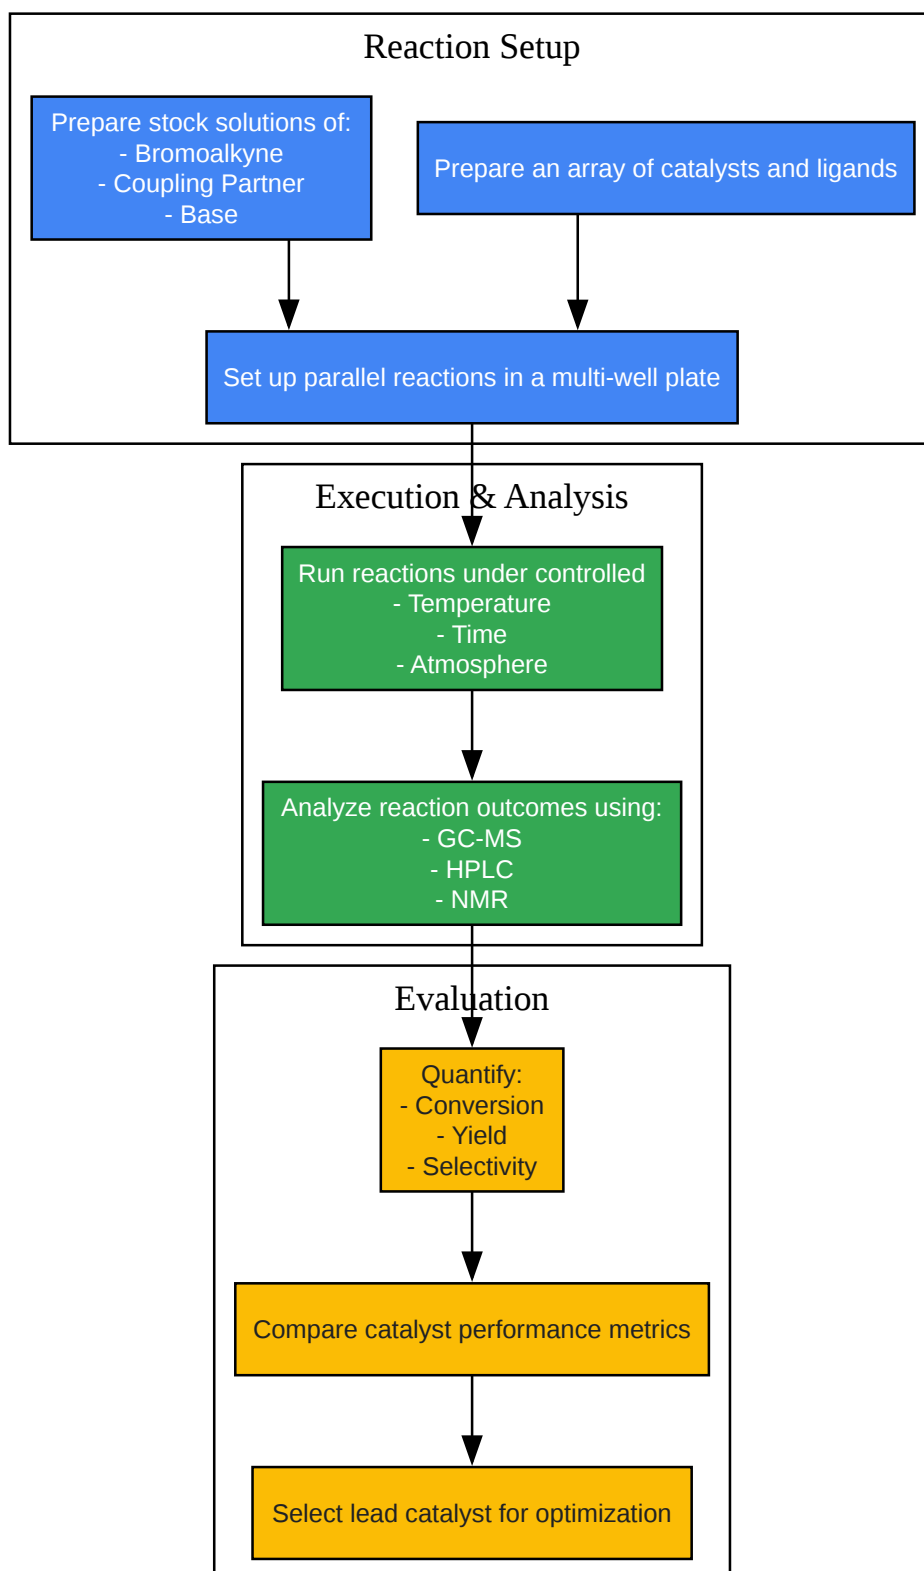 Reaction Setup
Prepare stock solutions of:
- Bromoalkyne
- Coupling Partner
- Base
Prepare an array of catalysts and ligands
Set up parallel reactions in a multi-well plate
Execution & Analysis
Run reactions under controlled
- Temperature
- Time
- Atmosphere
Analyze reaction outcomes using:
- GC-MS
- HPLC
- NMR
Evaluation
Quantify:
- Conversion
- Yield
- Selectivity
Compare catalyst performance metrics
Select lead catalyst for optimization